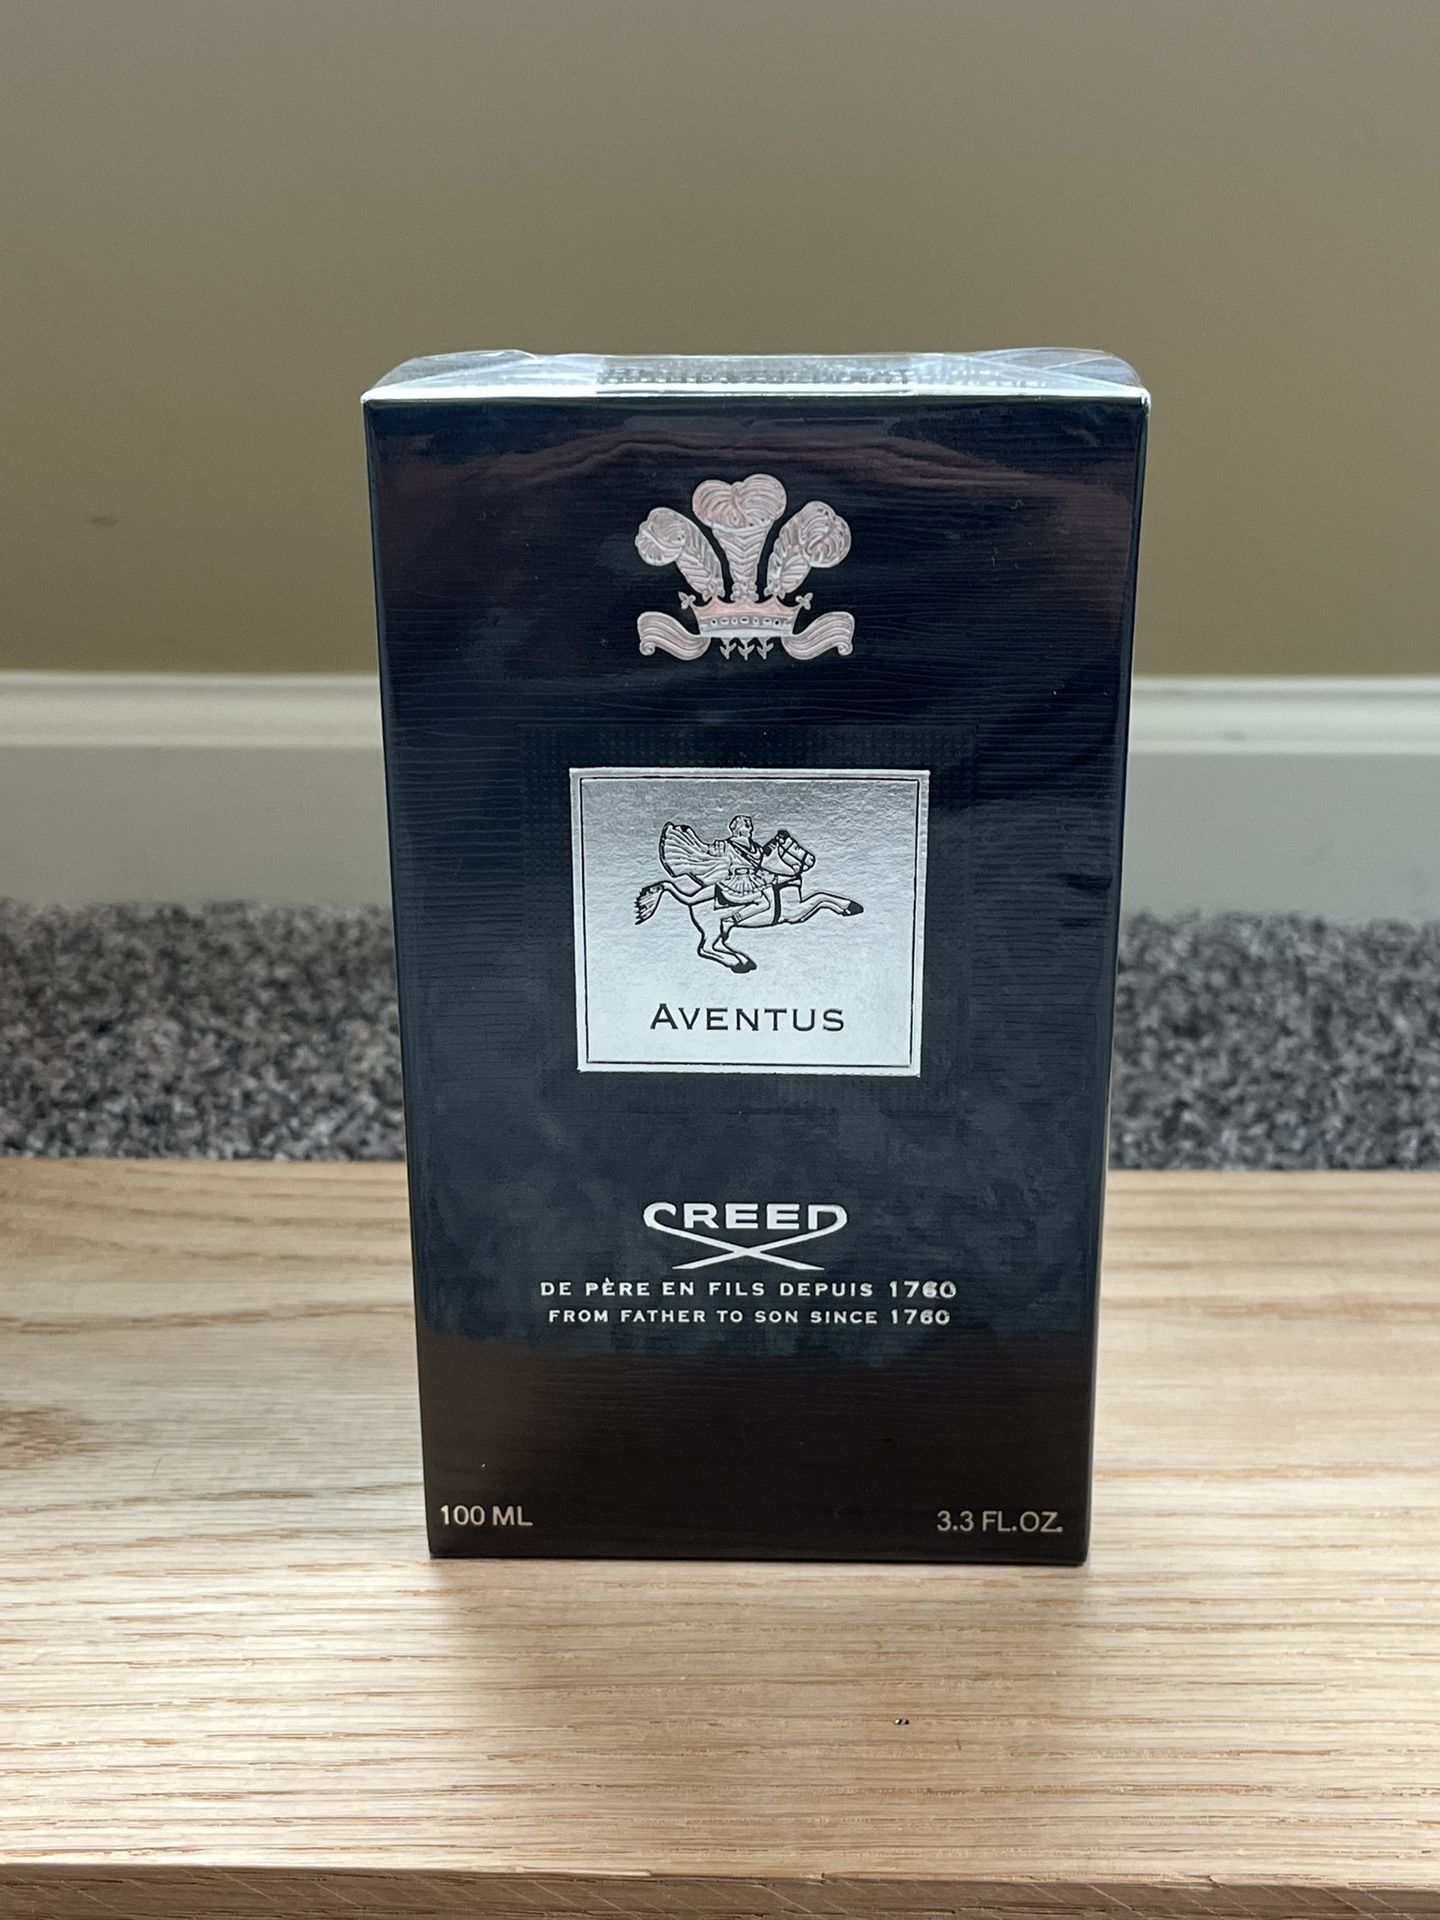 AVENTUS
CREED
DE PÈRE EN FILS DEPUIS 1760
FROM FATHER TO SON SINCE 1760
100 ML
3.3 FL.OZ.